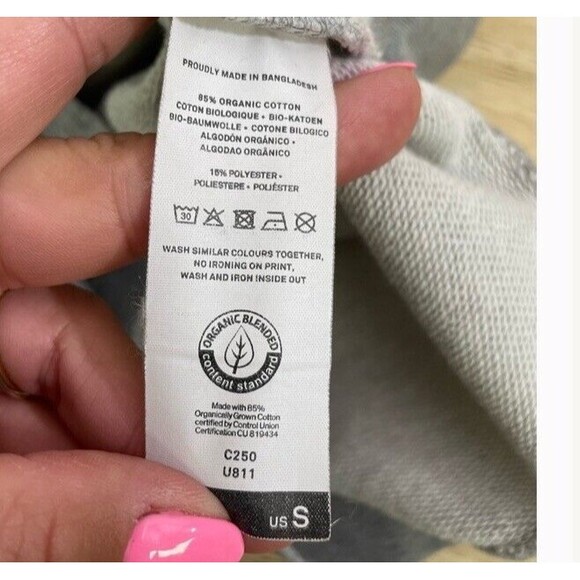 PROUDLY MADE IN BANGLADESH
85% ORGANIC COTTON
COTON BIOLOGIQUE • BIO-KATOEN
BIO-BAUMWOLLE • COTONE BILOGICO
ALGODÓN ORGÁNICO •
ALGODAO ORGÂNICO
15% POLYESTER •
POLIESTERE • POLIÉSTER
30
WASH SIMILAR COLOURS TOGETHER,
NO IRONING ON PRINT,
WASH AND IRON INSIDE OUT
ORGANIC BLENDED
content standard
Made with 85%
Organically Grown Cotton
certified by Control Union
Certification CU 819434
C250
U811
US S